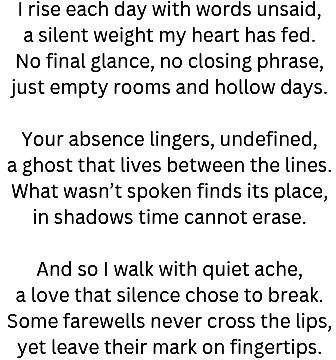 I rise each day with words unsaid,
a silent weight my heart has fed.
No final glance, no closing phrase,
just empty rooms and hollow days.

Your absence lingers, undefined,
a ghost that lives between the lines.
What wasn’t spoken finds its place,
in shadows time cannot erase.

And so I walk with quiet ache,
a love that silence chose to break.
Some farewells never cross the lips,
yet leave their mark on fingertips.